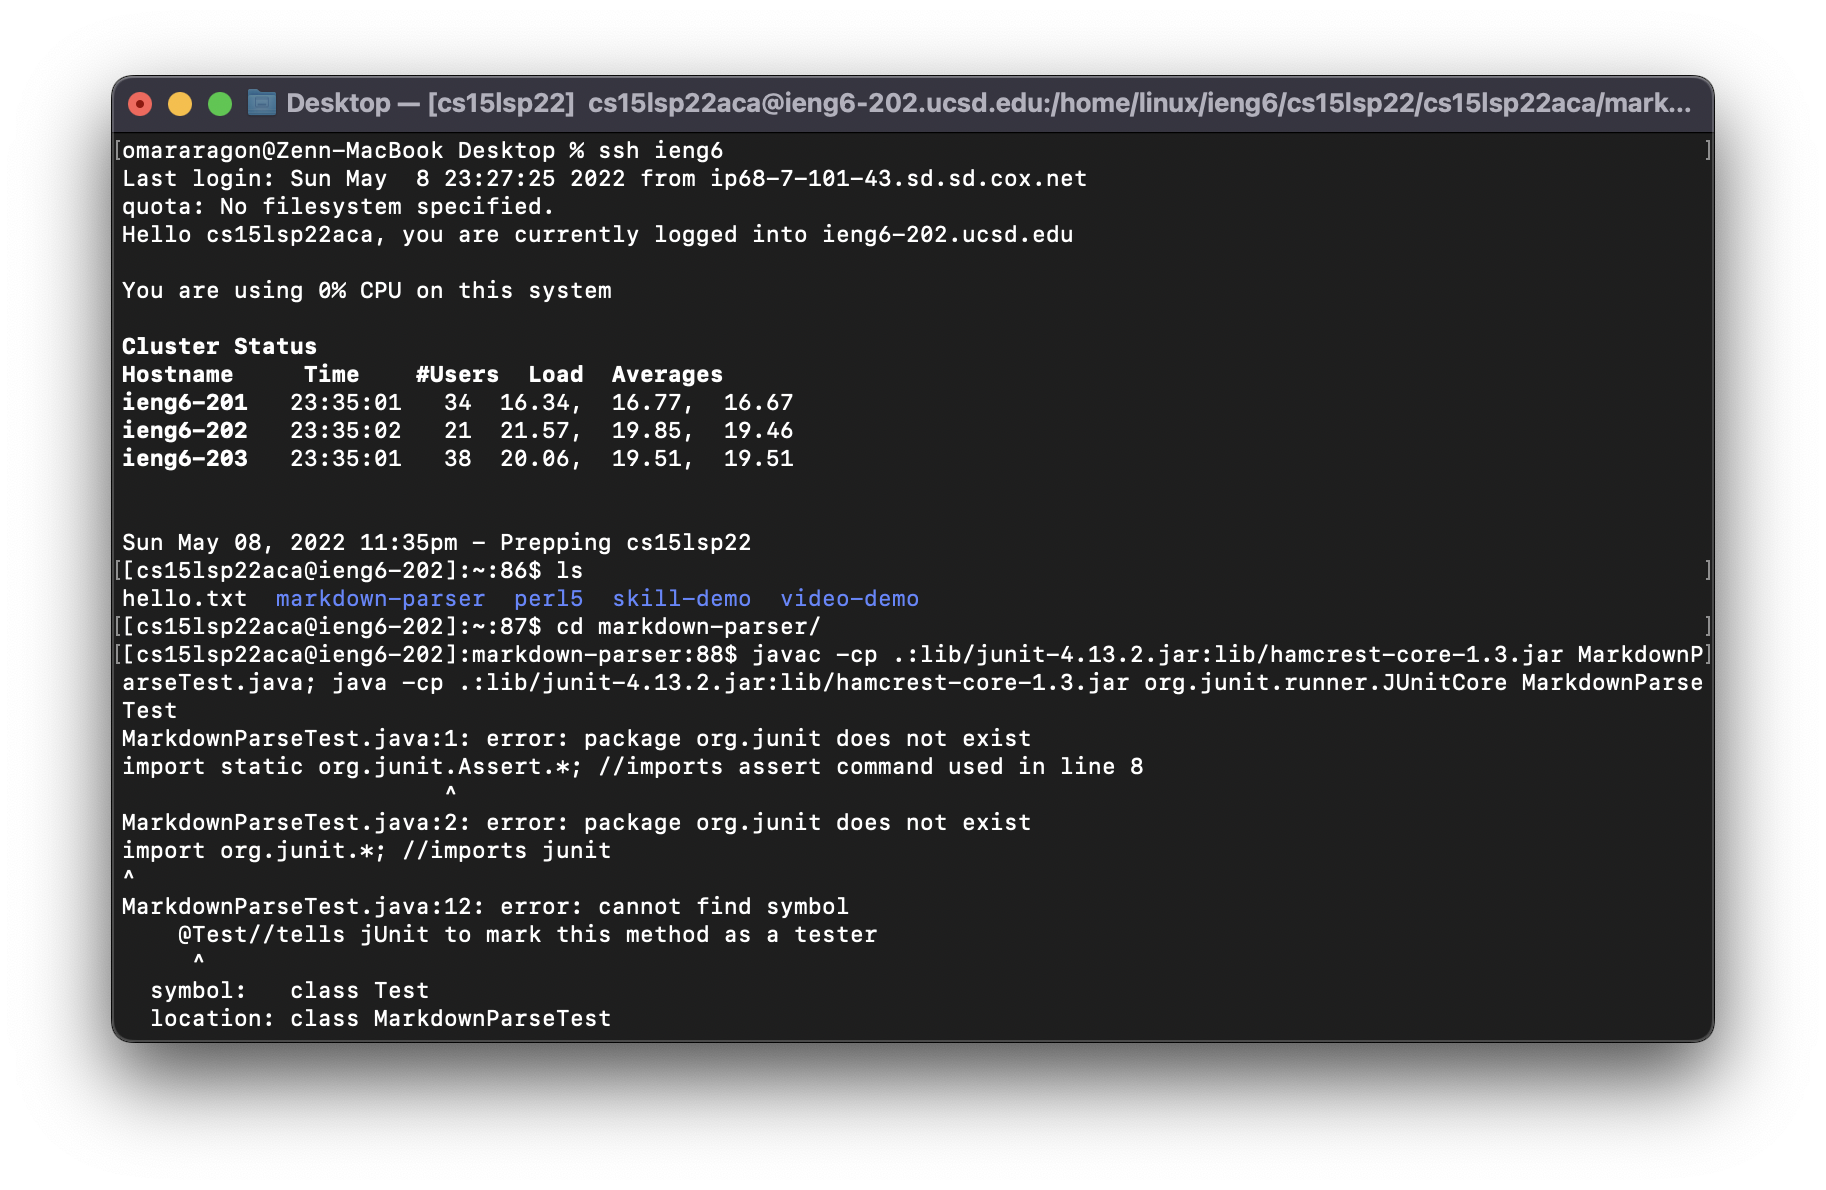 Desktop — [cs15lsp22] cs15lsp22aca@ieng6-202.ucsd.edu:/home/linux/ieng6/cs15lsp22/cs15lsp22aca/mark...
[omararagon@Zenn-MacBook Desktop % ssh ieng6 ]
Last login: Sun May  8 23:27:25 2022 from ip68-7-101-43.sd.sd.cox.net
quota: No filesystem specified.
Hello cs15lsp22aca, you are currently logged into ieng6-202.ucsd.edu
You are using 0% CPU on this system
Cluster Status
Hostname     Time    #Users  Load  Averages
ieng6-201   23:35:01   34  16.34,  16.77,  16.67
ieng6-202   23:35:02   21  21.57,  19.85,  19.46
ieng6-203   23:35:01   38  20.06,  19.51,  19.51
Sun May 08, 2022 11:35pm - Prepping cs15lsp22
[[cs15lsp22aca@ieng6-202]:~:86$ ls ]
hello.txt  markdown-parser  perl5  skill-demo  video-demo
[[cs15lsp22aca@ieng6-202]:~:87$ cd markdown-parser/ ]
[[cs15lsp22aca@ieng6-202]:markdown-parser:88$ javac -cp .:lib/junit-4.13.2.jar:lib/hamcrest-core-1.3.jar MarkdownP]
arseTest.java; java -cp .:lib/junit-4.13.2.jar:lib/hamcrest-core-1.3.jar org.junit.runner.JUnitCore MarkdownParse
Test
MarkdownParseTest.java:1: error: package org.junit does not exist
import static org.junit.Assert.*; //imports assert command used in line 8
                       ^
MarkdownParseTest.java:2: error: package org.junit does not exist
import org.junit.*; //imports junit
^
MarkdownParseTest.java:12: error: cannot find symbol
    @Test//tells jUnit to mark this method as a tester
     ^
  symbol:   class Test
  location: class MarkdownParseTest